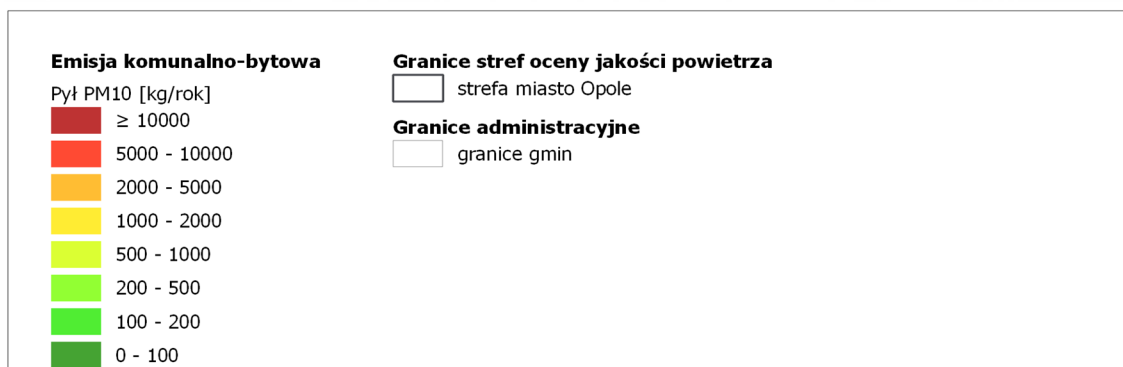 Emisja komunalno-bytowa
Pył PM10 [kg/rok]
≥ 10000
5000 - 10000
2000 - 5000
1000 - 2000
500 - 1000
200 - 500
100 - 200
0 - 100
Granice stref oceny jakości powietrza
strefa miasto Opole
Granice administracyjne
granice gmin